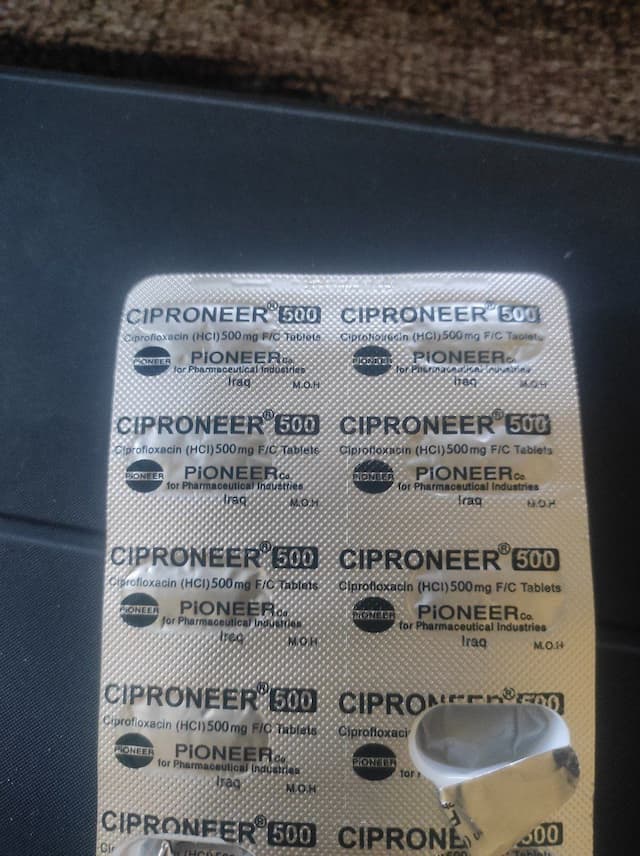 CIPRONEER® 500 CIPRONEER® 500
Ciprofloxacin (HCl) 500 mg F/C Tablets Ciprofloxacin (HCl) 500 mg F/C Tablets
PiONEER PiONEER Co. PiONEER PiONEER Co.
for Pharmaceutical Industries for Pharmaceutical Industries
Iraq M.O.H Iraq M.O.H
CIPRONEER® 500 CIPRONEER® 500
Ciprofloxacin (HCl) 500 mg F/C Tablets Ciprofloxacin (HCl) 500 mg F/C Tablets
PiONEER PiONEER Co. PiONEER PiONEER Co.
for Pharmaceutical Industries for Pharmaceutical Industries
Iraq M.O.H Iraq M.O.H
CIPRONEER® 500 CIPRONEER® 500
Ciprofloxacin (HCl) 500 mg F/C Tablets Ciprofloxacin (HCl) 500 mg F/C Tablets
PiONEER PiONEER Co. PiONEER PiONEER Co.
for Pharmaceutical Industries for Pharmaceutical Industries
Iraq M.O.H Iraq M.O.H
CIPRONEER® 500 CIPRONEER® 500
Ciprofloxacin (HCl) 500 mg F/C Tablets Ciprofloxaci
PiONEER PiONEER Co. PiONEER
for Pharmaceutical Industries for
Iraq M.O.H
CIPRONEER® 500 CIPRONE 500